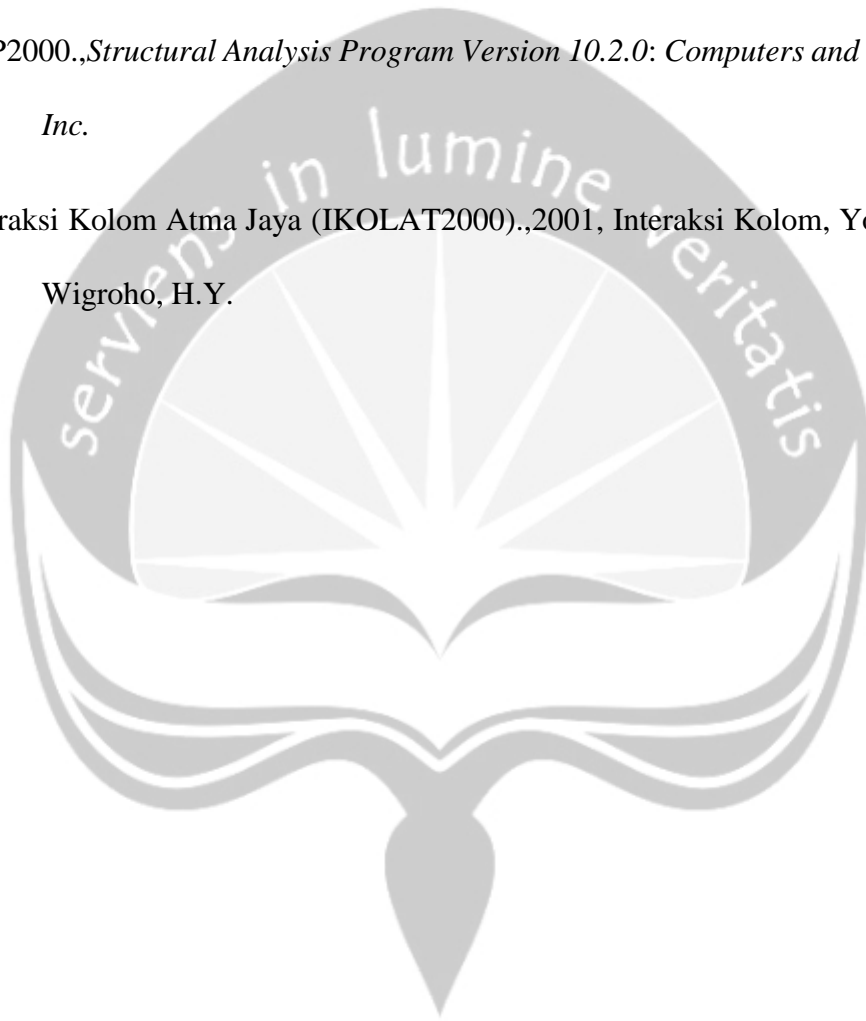 P2000.,Structural Analysis Program Version 10.2.0: Computers and
Inc.
raksi Kolom Atma Jaya (IKOLAT2000).,2001, Interaksi Kolom, Yo
Wigroho, H.Y.
serviens in lumine veritatis